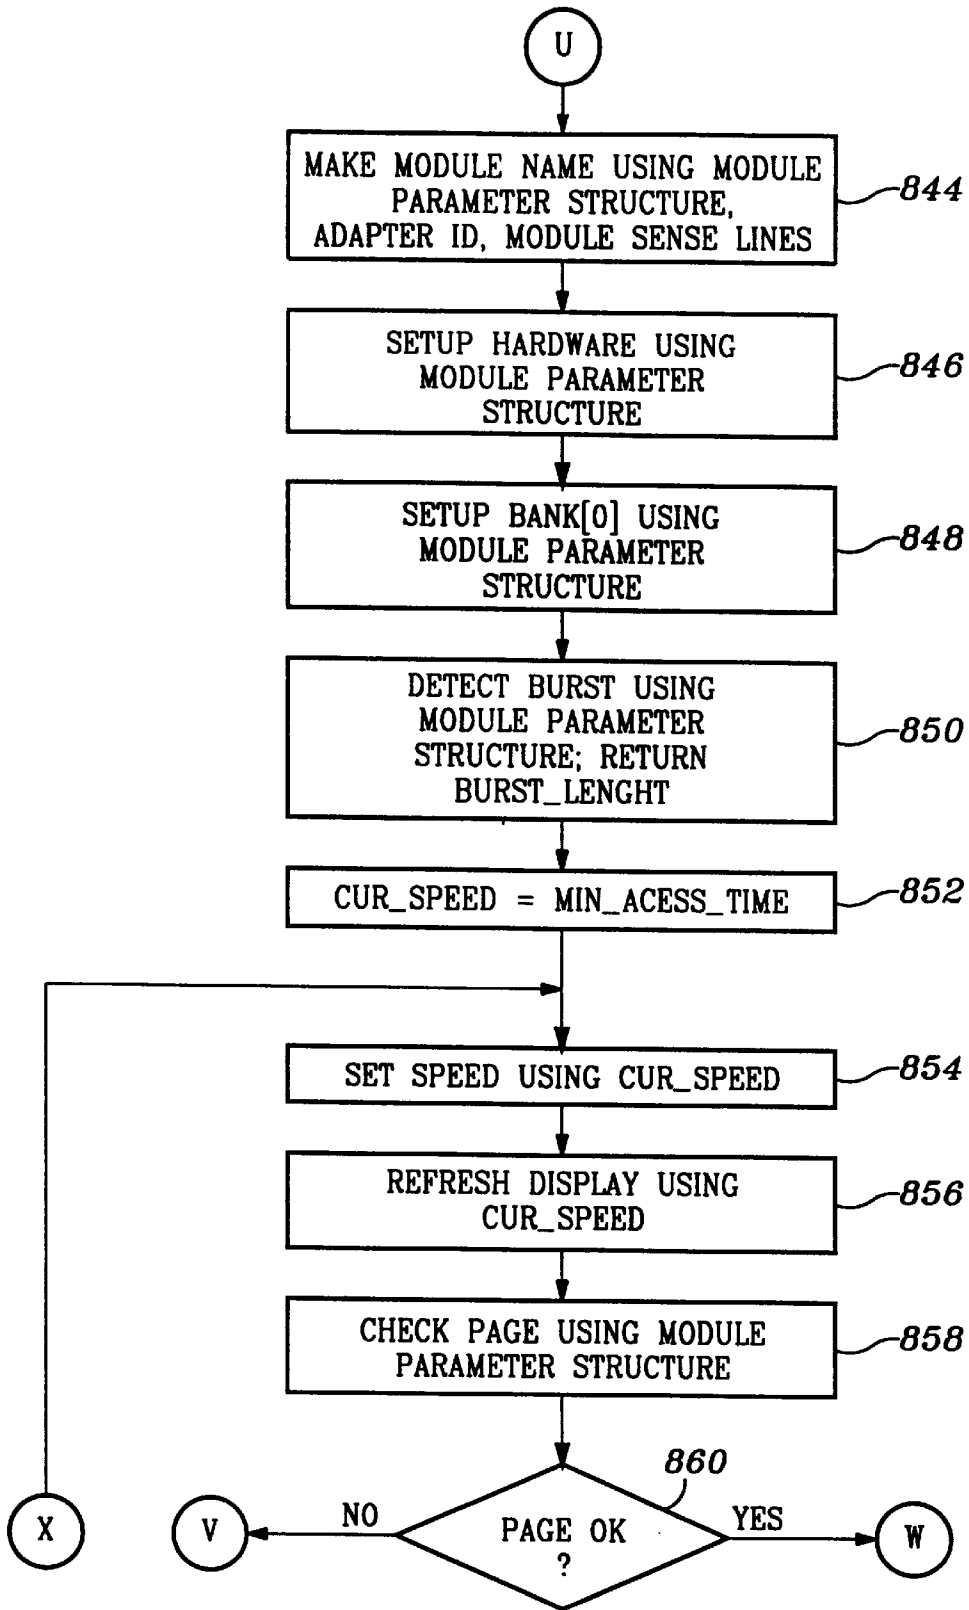 U
MAKE MODULE NAME USING MODULE
PARAMETER STRUCTURE,
ADAPTER ID, MODULE SENSE LINES
844
SETUP HARDWARE USING
MODULE PARAMETER
STRUCTURE
846
SETUP BANK[0] USING
MODULE PARAMETER
STRUCTURE
848
DETECT BURST USING
MODULE PARAMETER
STRUCTURE; RETURN
BURST_LENGHT
850
CUR_SPEED = MIN_ACESS_TIME
852
SET SPEED USING CUR_SPEED
854
REFRESH DISPLAY USING
CUR_SPEED
856
CHECK PAGE USING MODULE
PARAMETER STRUCTURE
858
860
X
V
NO
PAGE OK
?
YES
W